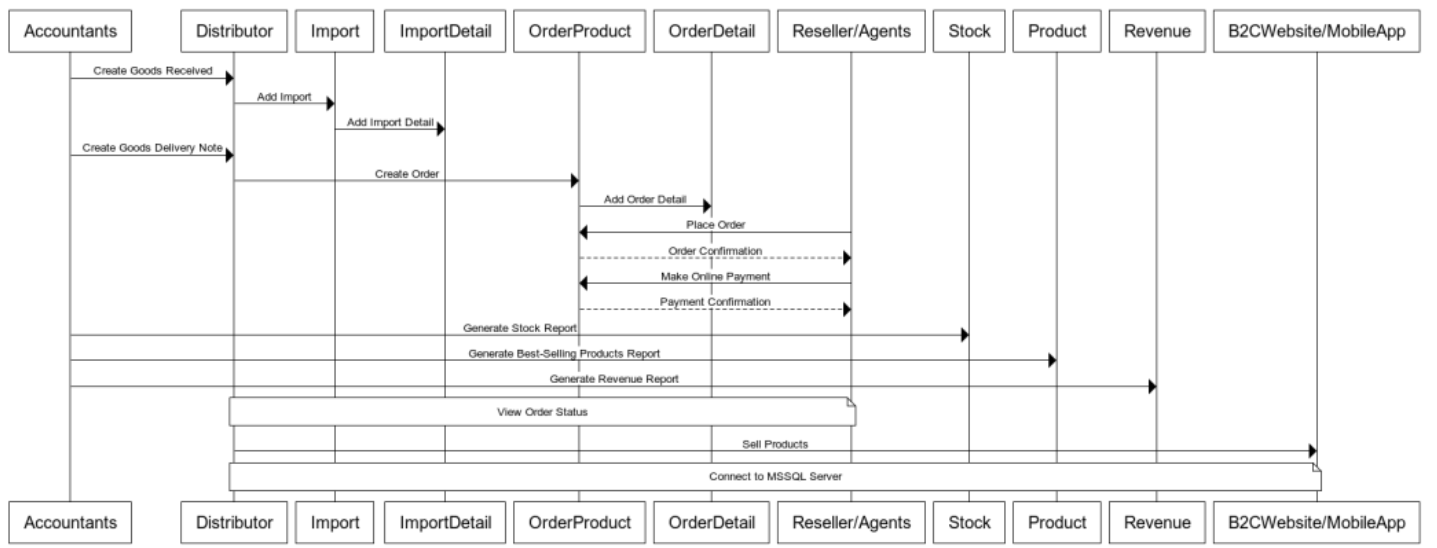 Accountants Distributor Import ImportDetail OrderProduct OrderDetail Reseller/Agents Stock Product Revenue B2CWebsite/MobileApp
Create Goods Received
Add Import
Add Import Detail
Create Goods Delivery Note
Create Order
Add Order Detail
Place Order
Order Confirmation
Make Online Payment
Payment Confirmation
Generate Stock Report
Generate Best-Selling Products Report
Generate Revenue Report
View Order Status
Sell Products
Connect to MSSQL Server
Accountants Distributor Import ImportDetail OrderProduct OrderDetail Reseller/Agents Stock Product Revenue B2CWebsite/MobileApp